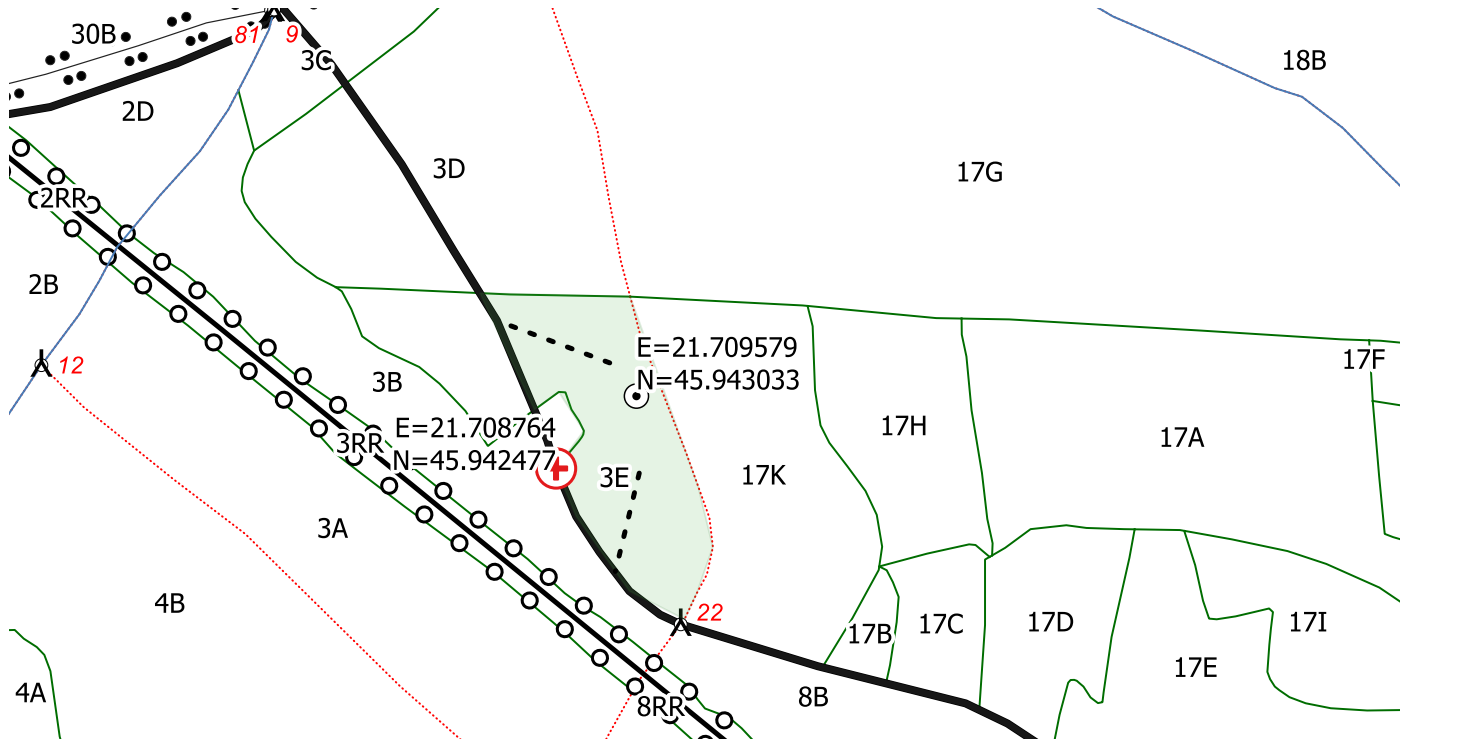 30B
81
9
3C
18B
2D
3D
17G
2RR
2B
E=21.709579
N=45.943033
17F
12
3B
E=21.708764
N=45.942477
3RR
17H
17A
3E
17K
3A
4B
22
17B
17C
17D
17I
17E
4A
8RR
8B